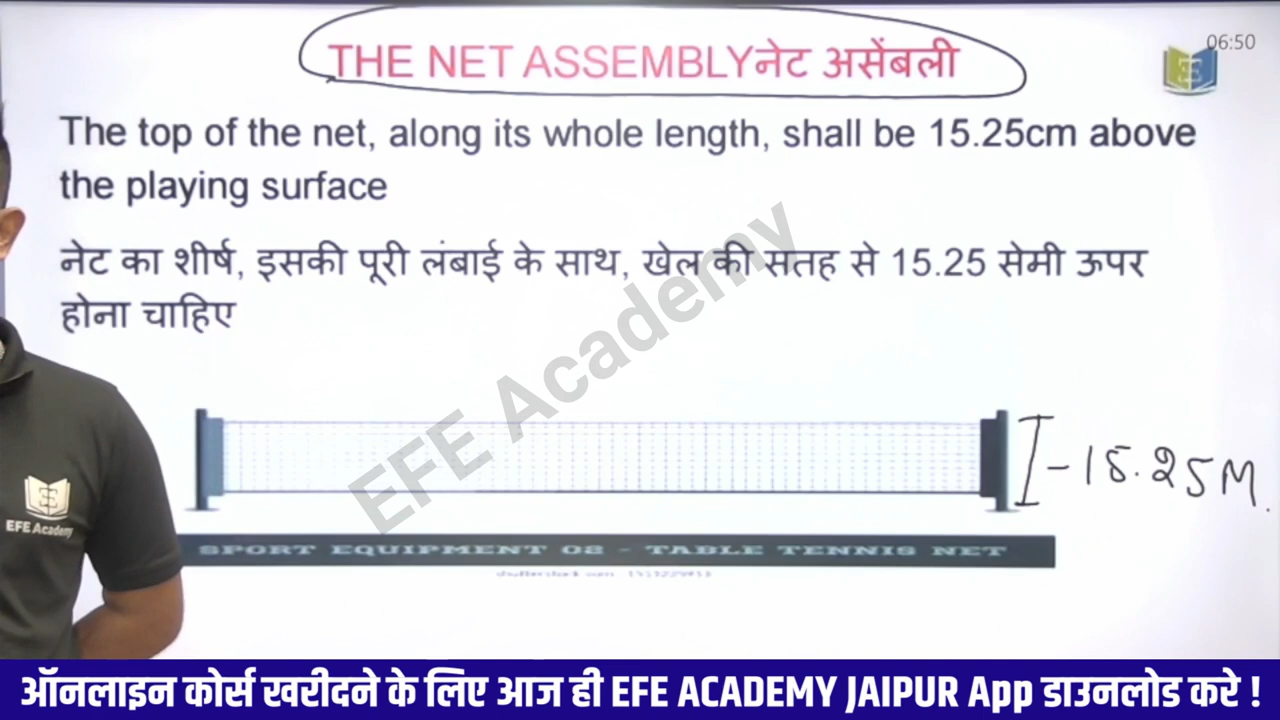 THE NET ASSEMBLYनेट असेंबली
06:50
The top of the net, along its whole length, shall be 15.25cm above
the playing surface
नेट का शीर्ष, इसकी पूरी लंबाई के साथ, खेल की सतह से 15.25 सेमी ऊपर
होना चाहिए
EFE Academy
I-15.25M.
EFE Academy
SPORT EQUIPMENT 02 - TABLE TENNIS NET
ऑनलाइन कोर्स खरीदने के लिए आज ही EFE ACADEMY JAIPUR App डाउनलोड करे !